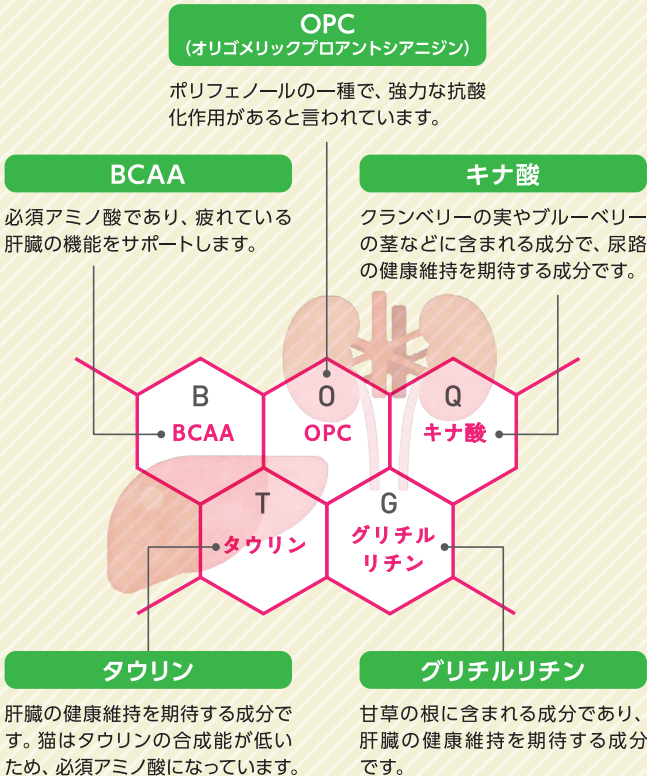 OPC
(オリゴメリックプロアントシアニジン)
ポリフェノールの一種で、強力な抗酸
化作用があると言われています。
BCAA
必須アミノ酸であり、疲れている
肝臓の機能をサポートします。
キナ酸
クランベリーの実やブルーベリー
の茎などに含まれる成分で、尿路
の健康維持を期待する成分です。
B
BCAA
O
OPC
Q
キナ酸
T
タウリン
G
グリチル
リチン
タウリン
肝臓の健康維持を期待する成分で
す。猫はタウリンの合成能が低い
ため、必須アミノ酸になっています。
グリチルリチン
甘草の根に含まれる成分であり、
肝臓の健康維持を期待する成分
です。